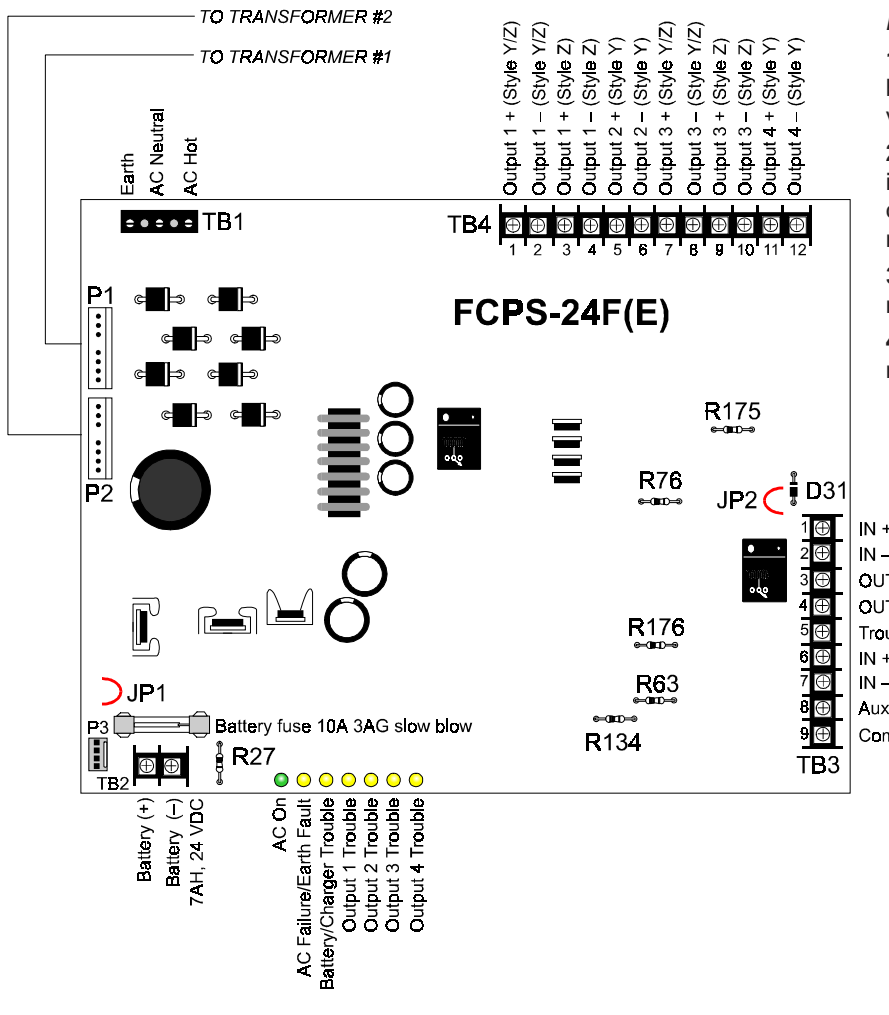 TO TRANSFORMER #2
TO TRANSFORMER #1
Earth
AC Neutral
AC Hot
TB1
Output 1 + (Style Y/Z)
Output 1 – (Style Y/Z)
Output 1 + (Style Z)
Output 1 – (Style Z)
Output 2 + (Style Y)
Output 2 – (Style Y)
Output 3 + (Style Y/Z)
Output 3 – (Style Y/Z)
Output 3 + (Style Z)
Output 3 – (Style Z)
Output 4 + (Style Y)
Output 4 – (Style Y)
TB4
1 2 3 4 5 6 7 8 9 10 11 12
P1
FCPS-24F(E)
P2
R175
R76
JP2
D31
1 IN +
2 IN –
3 OUT
4 OUT
5
6 IN +
7 IN –
8 Aux
9
TB3
R176
R63
R134
JP1
P3
Battery fuse 10A 3AG slow blow
R27
TB2
Battery (+)
Battery (–)
7AH, 24 VDC
AC On
AC Failure/Earth Fault
Battery/Charger Trouble
Output 1 Trouble
Output 2 Trouble
Output 3 Trouble
Output 4 Trouble